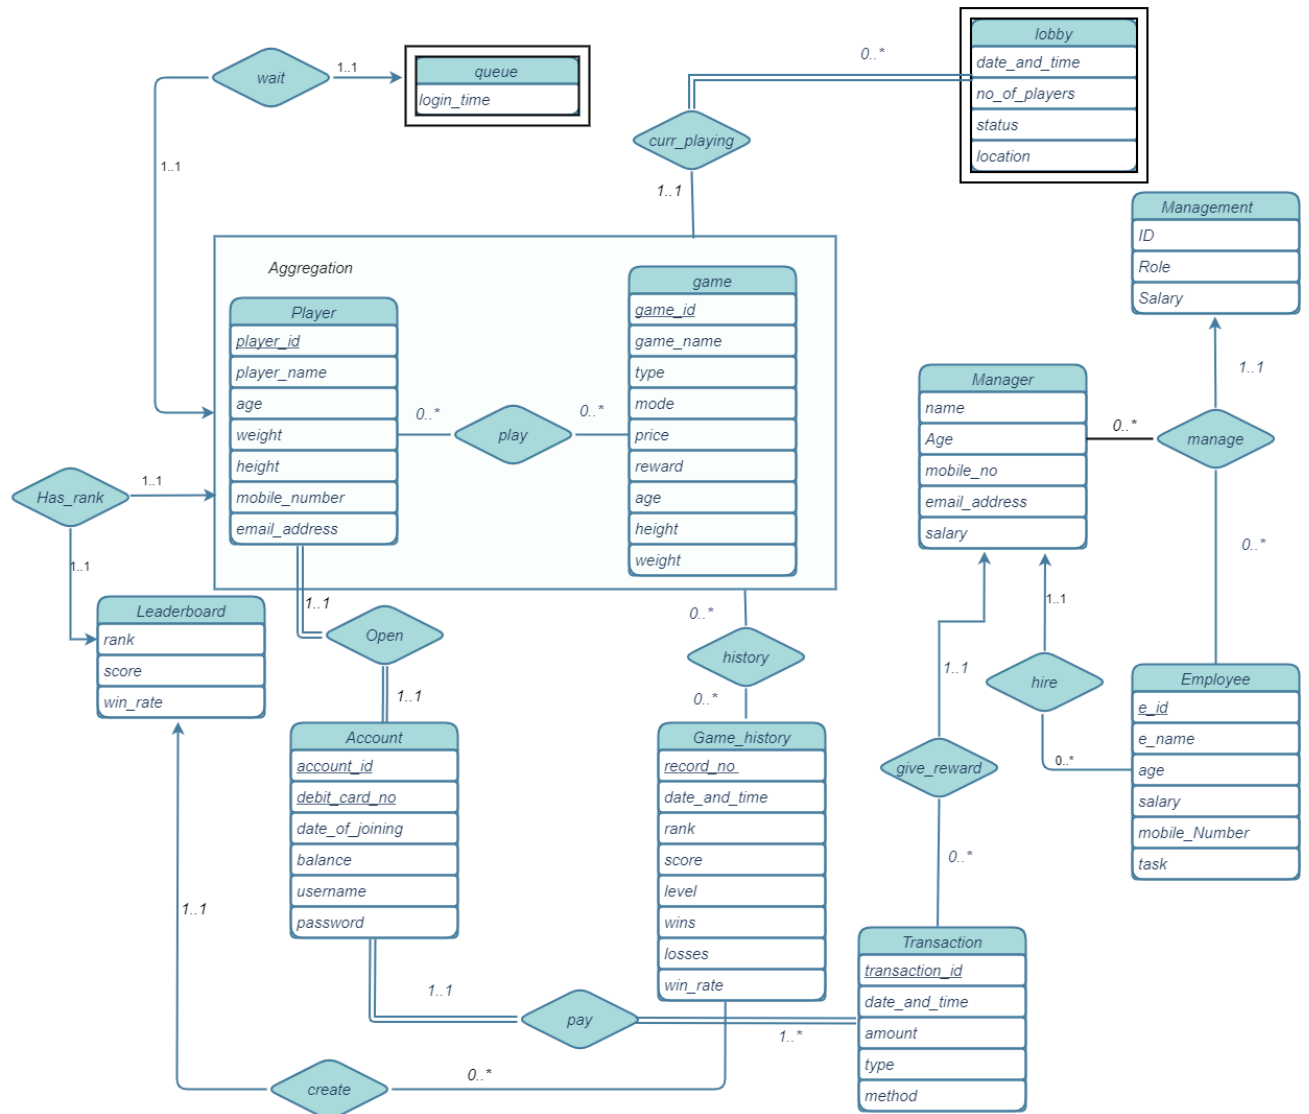 lobby
date_and_time
no_of_players
status
location
0..*
wait
1..1
queue
login_time
curr_playing
1..1
1..1
Management
ID
Role
Salary
1..1
Aggregation
Player
player_id
player_name
age
weight
height
mobile_number
email_address
0..*
play
0..*
game
game_id
game_name
type
mode
price
reward
age
height
weight
Manager
name
Age
mobile_no
email_address
salary
0..*
manage
0..*
Has_rank
1..1
1..1
Leaderboard
rank
score
win_rate
1..1
Open
1..1
0..*
history
0..*
1..1
hire
0..*
1..1
give_reward
0..*
Employee
e_id
e_name
age
salary
mobile_Number
task
Account
account_id
debit_card_no
date_of_joining
balance
username
password
Game_history
record_no
date_and_time
rank
score
level
wins
losses
win_rate
Transaction
transaction_id
date_and_time
amount
type
method
1..1
1..1
pay
1..*
create
0..*